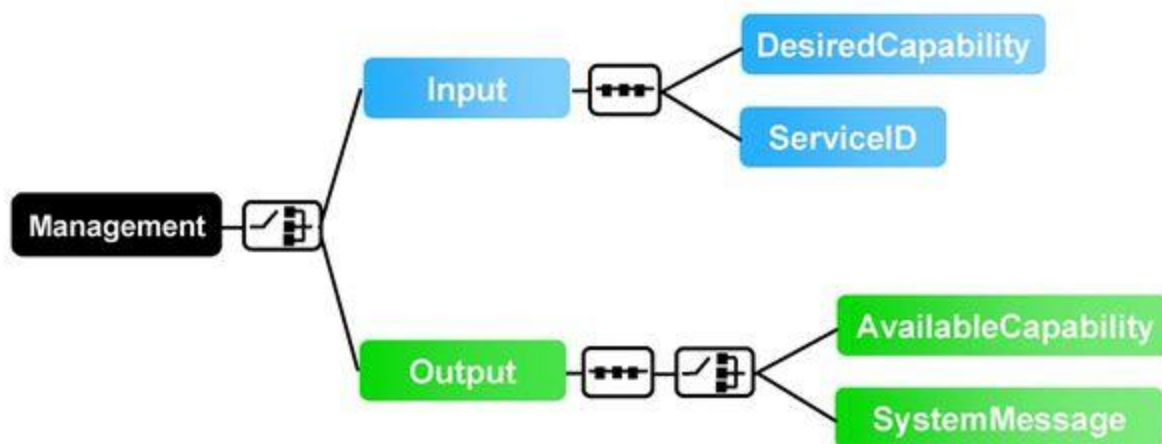 DesiredCapability
Input
ServiceID
Management
AvailableCapability
Output
SystemMessage